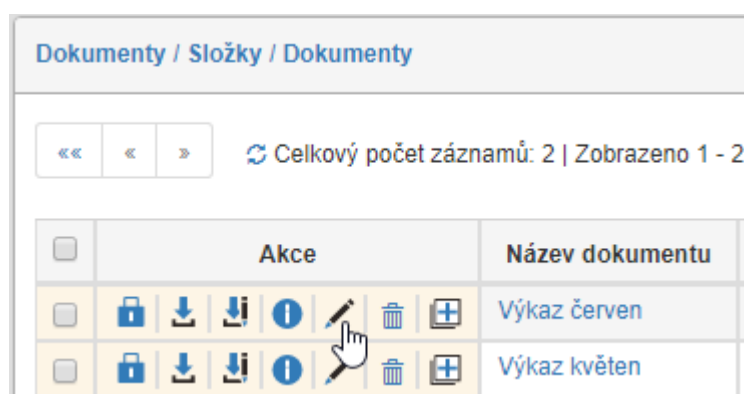 Dokumenty / Složky / Dokumenty
«« « » Celkový počet záznamů: 2 | Zobrazeno 1 - 2
Akce Název dokumentu
Výkaz červen
Výkaz květen